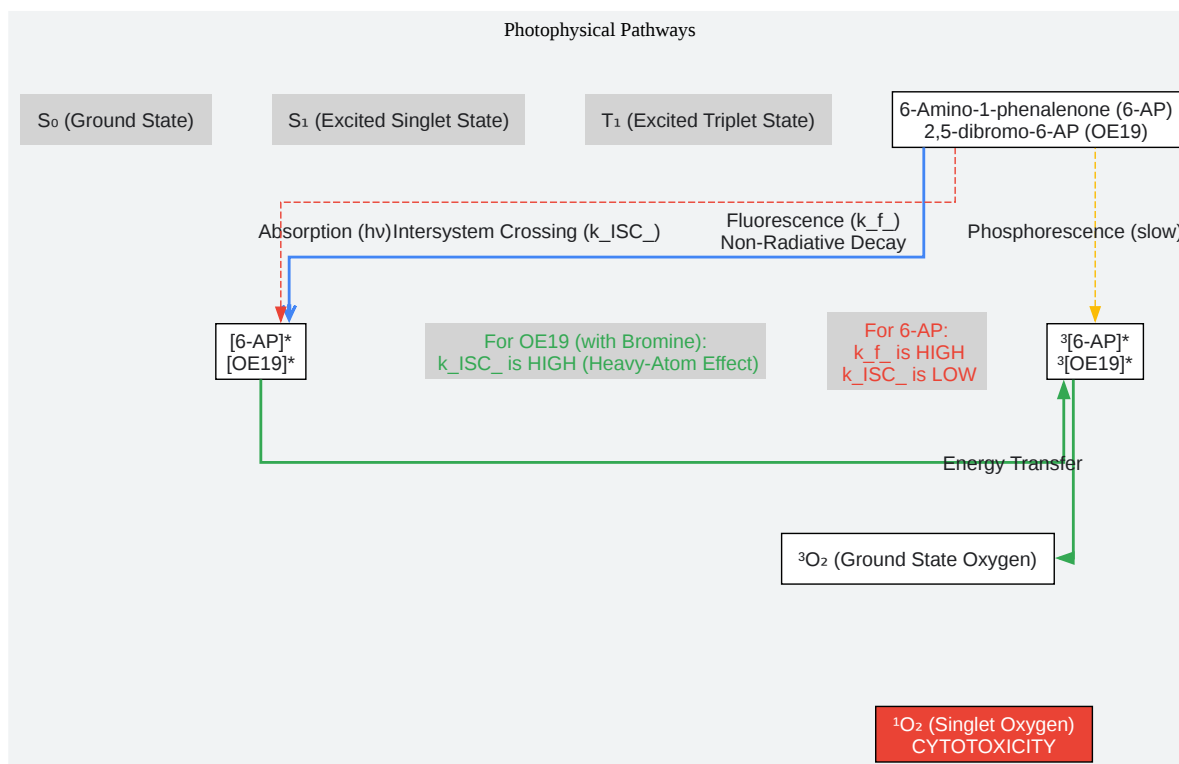 Photophysical Pathways
S₀ (Ground State)
S₁ (Excited Singlet State)
T₁ (Excited Triplet State)
6-Amino-1-phenalenone (6-AP)
2,5-dibromo-6-AP (OE19)
Absorption (hν)
Intersystem Crossing (k_ISC_)
Fluorescence (k_f_)
Non-Radiative Decay
Phosphorescence (slow)
[6-AP]*
[OE19]*
For OE19 (with Bromine):
k_ISC_ is HIGH (Heavy-Atom Effect)
For 6-AP:
k_f_ is HIGH
k_ISC_ is LOW
³[6-AP]*
³[OE19]*
Energy Transfer
³O₂ (Ground State Oxygen)
¹O₂ (Singlet Oxygen)
CYTOTOXICITY